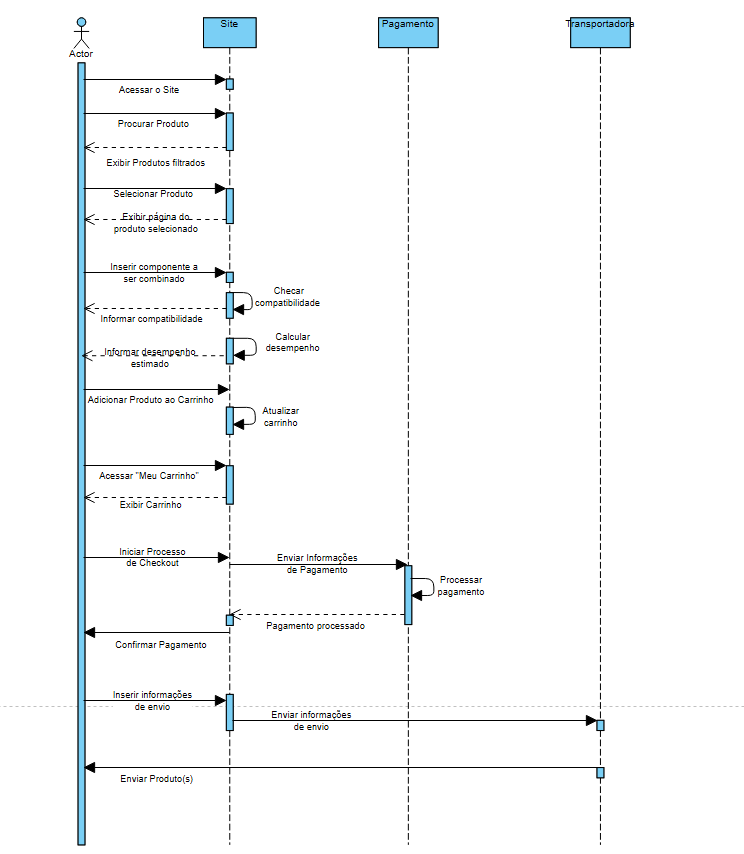 Site
Pagamento
Transportadora
Actor
Acessar o Site
Procurar Produto
Exibir Produtos filtrados
Selecionar Produto
Exibir página do
produto selecionado
Inserir componente a
ser combinado
Checar
compatibilidade
Informar compatibilidade
Calcular
desempenho
Informar desempenho
estimado
Adicionar Produto ao Carrinho
Atualizar
carrinho
Acessar "Meu Carrinho"
Exibir Carrinho
Iniciar Processo
de Checkout
Enviar Informações
de Pagamento
Processar
pagamento
Pagamento processado
Confirmar Pagamento
Inserir informações
de envio
Enviar informações
de envio
Enviar Produto(s)